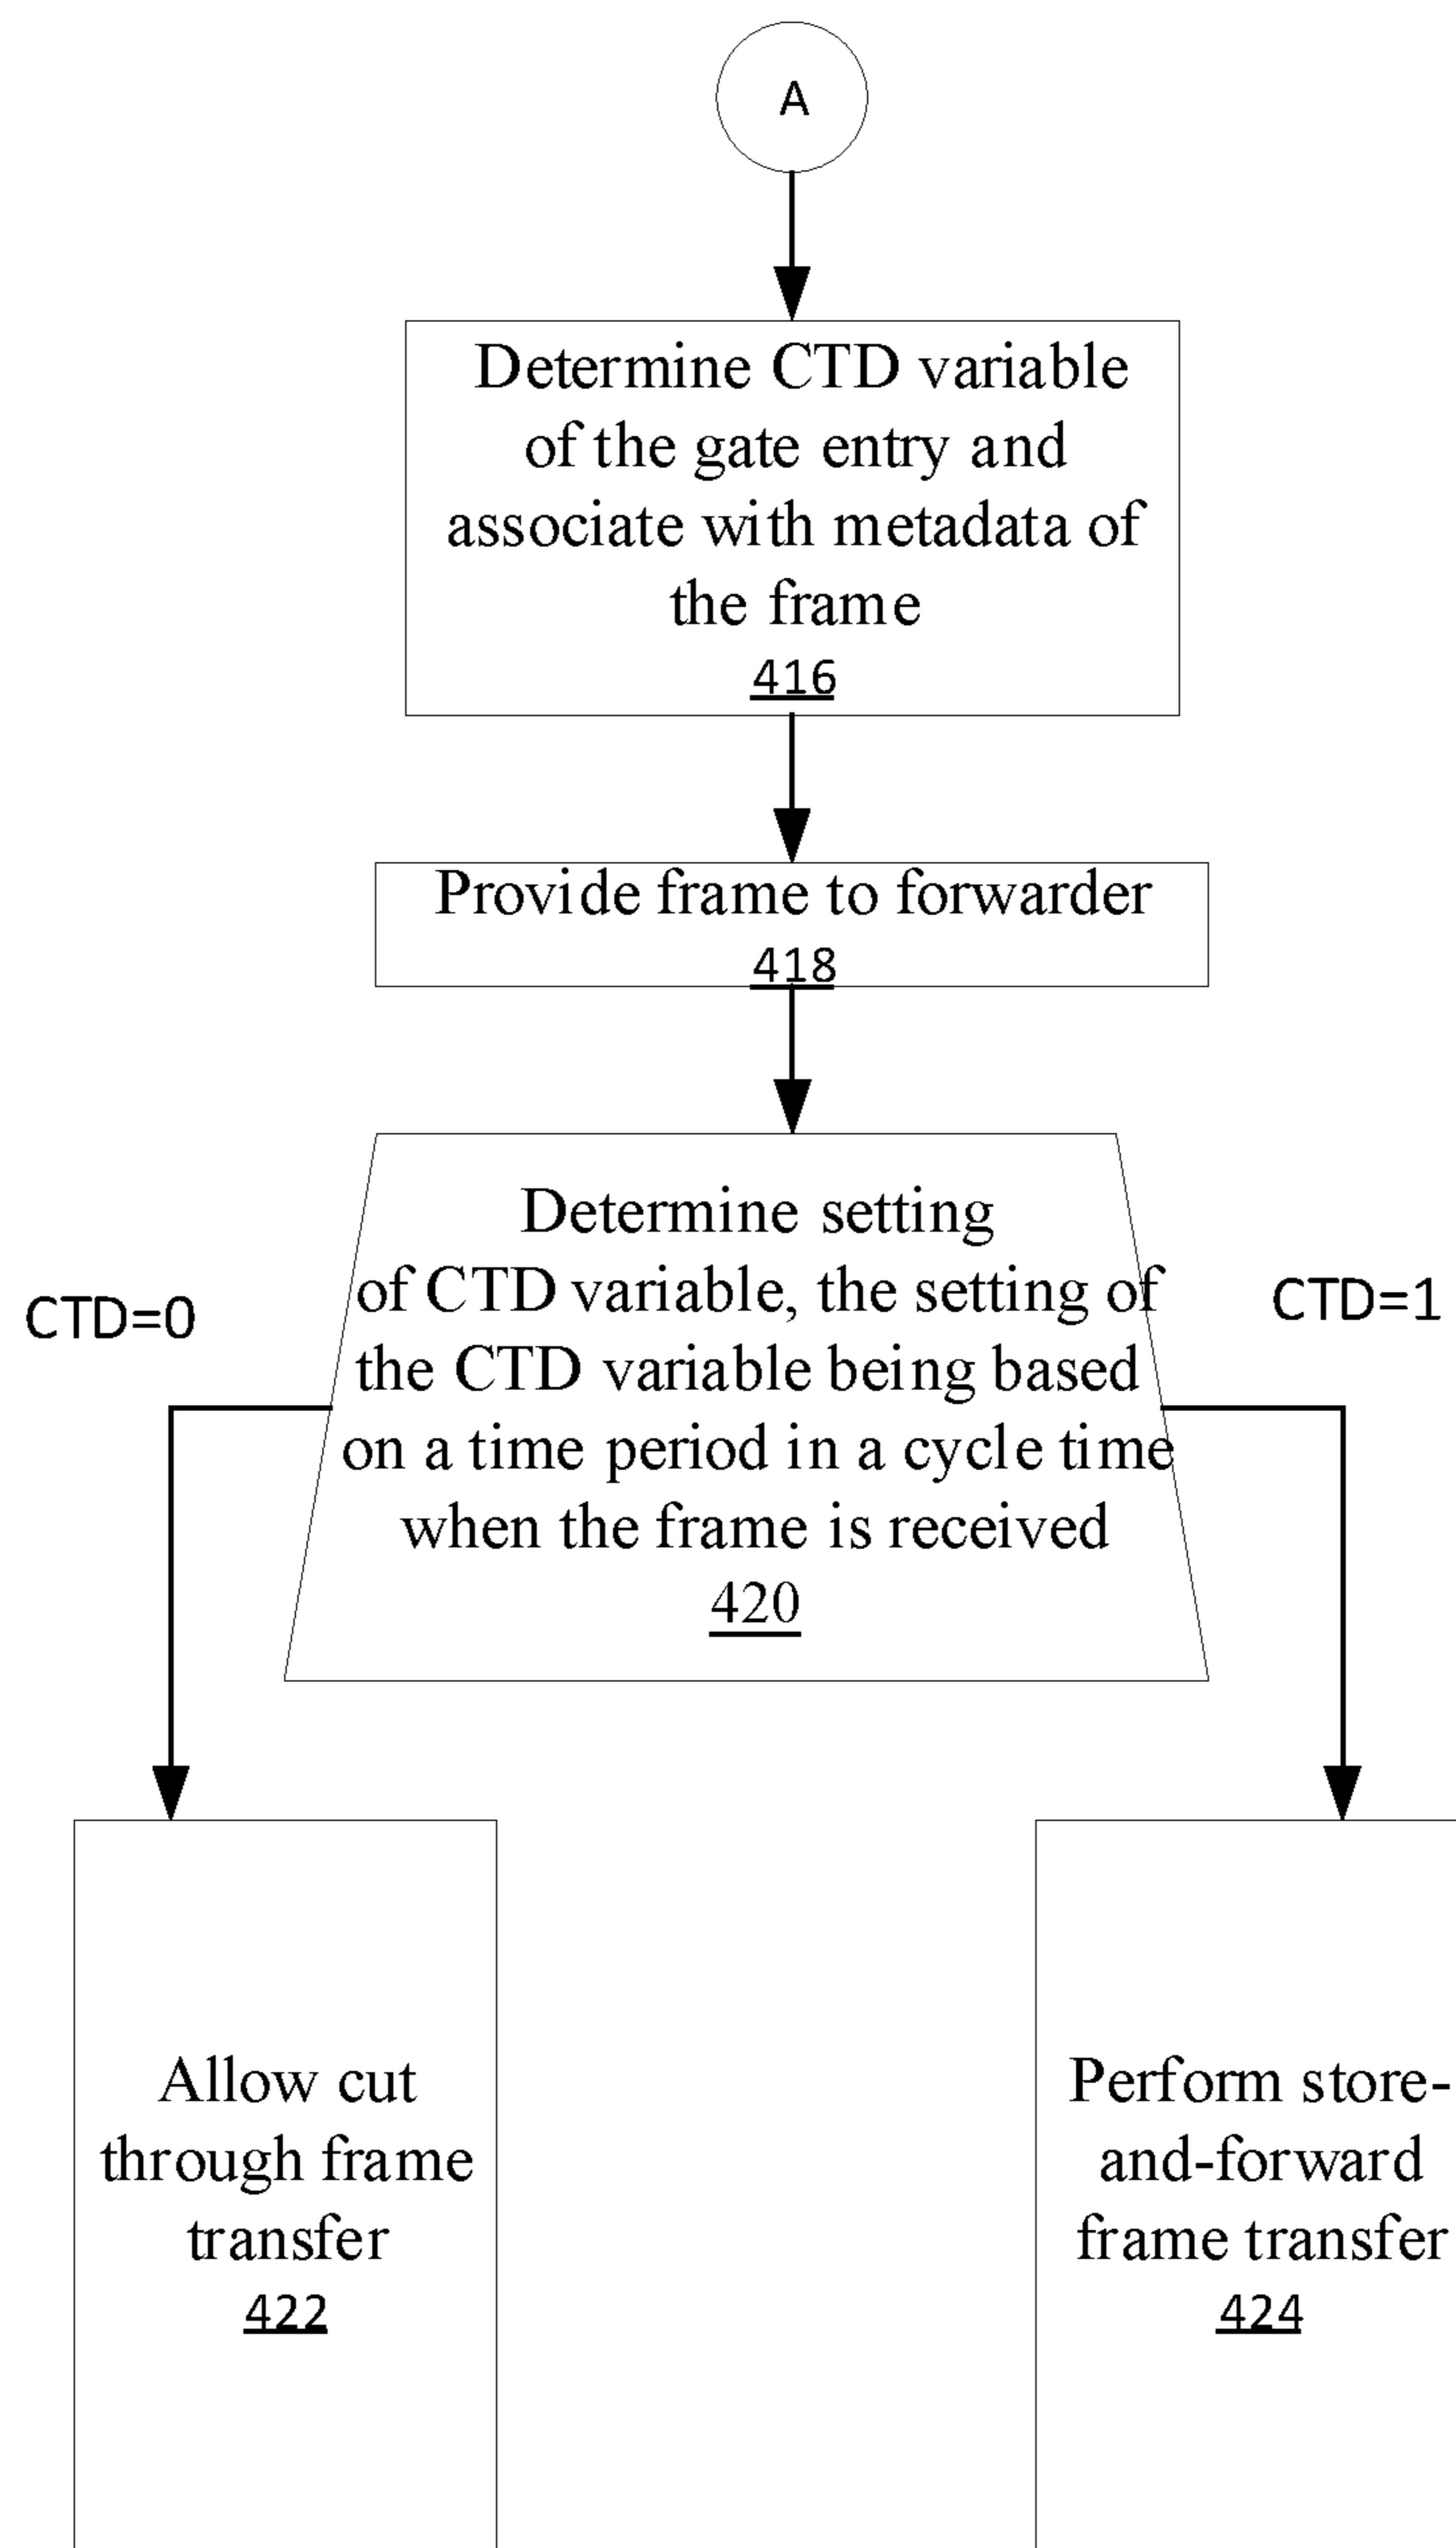 A
Determine CTD variable
of the gate entry and
associate with metadata of
the frame
416
Provide frame to forwarder
418
Determine setting
of CTD variable, the setting of
the CTD variable being based
on a time period in a cycle time
when the frame is received
420
CTD=0
CTD=1
Allow cut
through frame
transfer
422
Perform store-
and-forward
frame transfer
424